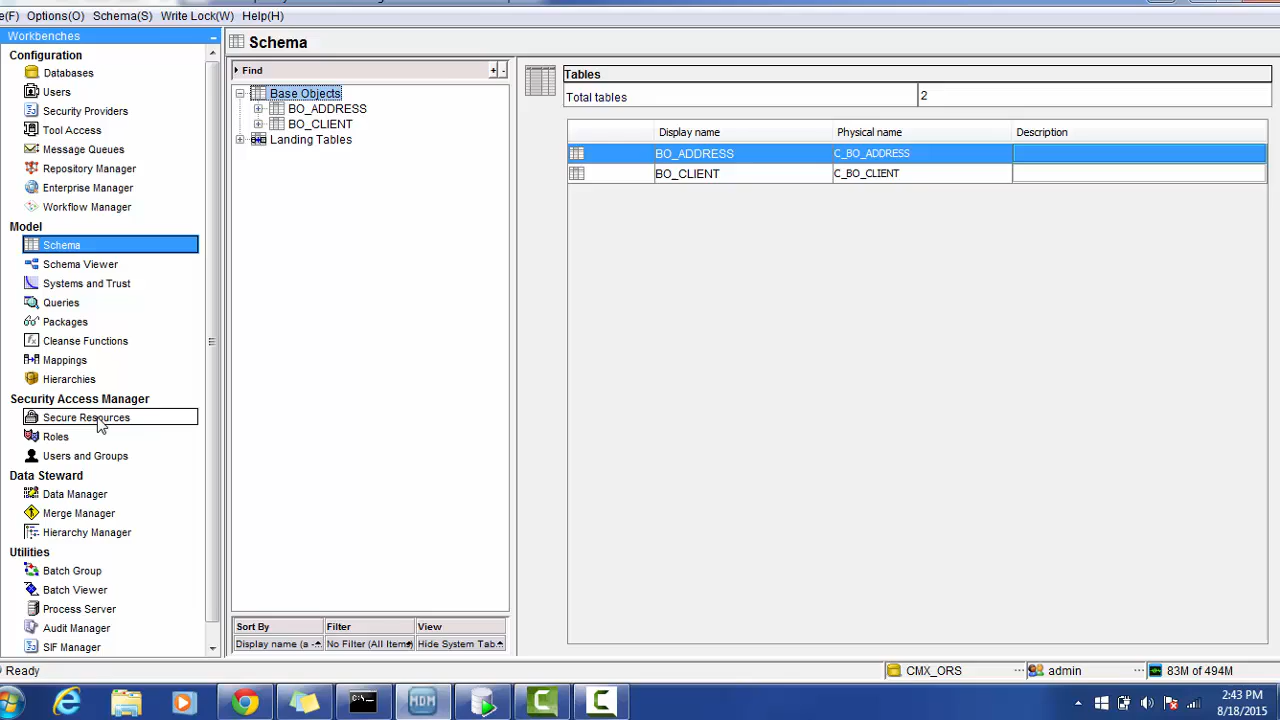 e(F) Options(O) Schema(S) Write Lock(W) Help(H)
Workbenches
Configuration
Databases
Users
Security Providers
Tool Access
Message Queues
Repository Manager
Enterprise Manager
Workflow Manager
Model
Schema
Schema Viewer
Systems and Trust
Queries
Packages
Cleanse Functions
Mappings
Hierarchies
Security Access Manager
Secure Resources
Roles
Users and Groups
Data Steward
Data Manager
Merge Manager
Hierarchy Manager
Utilities
Batch Group
Batch Viewer
Process Server
Audit Manager
SIF Manager
Schema
Find
Base Objects
BO_ADDRESS
BO_CLIENT
Landing Tables
Sort By Filter View
Display name (a - No Filter (All Items) Hide System Tab..
Tables
Total tables 2
Display name Physical name Description
BO_ADDRESS C_BO_ADDRESS
BO_CLIENT C_BO_CLIENT
Ready CMX_ORS admin 83M of 494M
MDM
2:43 PM
8/18/2015